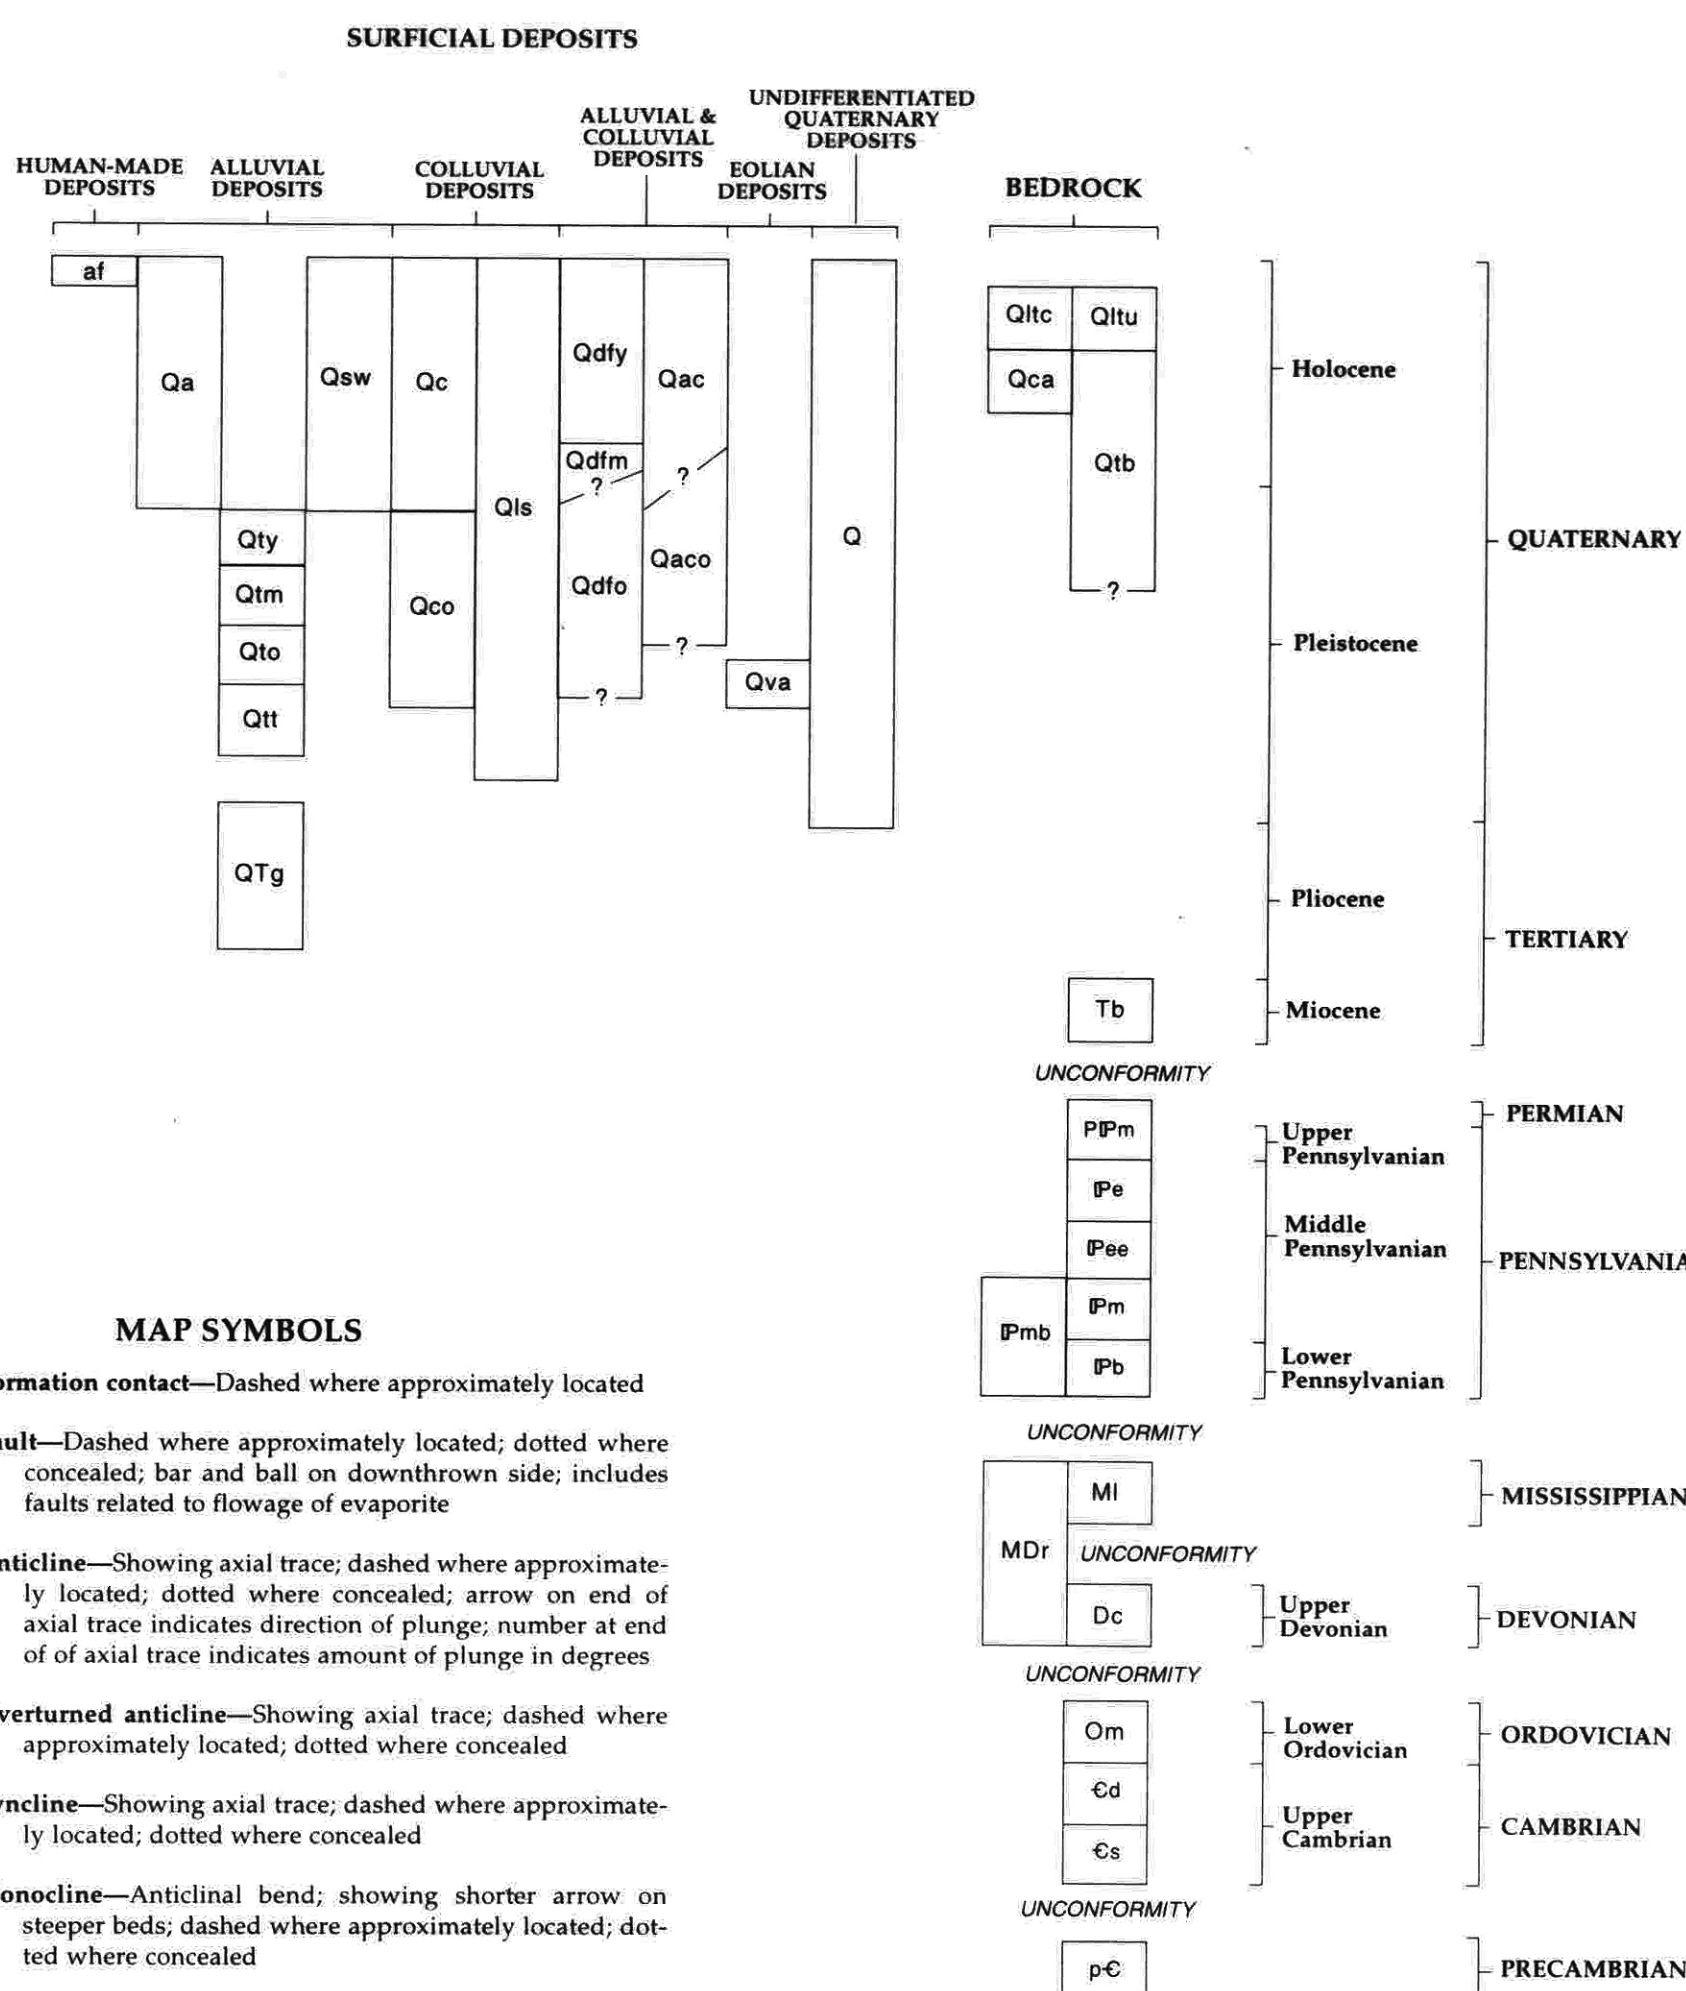 SURFICIAL DEPOSITS
UNDIFFERENTIATED
QUATERNARY
DEPOSITS
ALLUVIAL &
COLLUVIAL
DEPOSITS
HUMAN-MADE
DEPOSITS
ALLUVIAL
DEPOSITS
COLLUVIAL
DEPOSITS
EOLIAN
DEPOSITS
BEDROCK
af
Qa
Qsw
Qc
Qls
Qdfy
Qac
Qdfm
?
?
Qty
Qtm
Qto
Qtt
Qco
Qdfo
?
Qaco
?
Qva
Q
QTg
Qltc
Qltu
Qca
Qtb
?
Holocene
Pleistocene
QUATERNARY
Pliocene
TERTIARY
Tb
Miocene
UNCONFORMITY
PℙPm
PERMIAN
Upper
Pennsylvanian
ℙe
ℙee
Middle
Pennsylvanian
PENNSYLVANIA
ℙmb
ℙm
ℙb
Lower
Pennsylvanian
UNCONFORMITY
MDr
Ml
MISSISSIPPIAN
UNCONFORMITY
Dc
Upper
Devonian
DEVONIAN
UNCONFORMITY
Om
Lower
Ordovician
ORDOVICIAN
€d
€s
Upper
Cambrian
CAMBRIAN
UNCONFORMITY
p€
PRECAMBRIAN
MAP SYMBOLS
ormation contact—Dashed where approximately located
ault—Dashed where approximately located; dotted where
concealed; bar and ball on downthrown side; includes
faults related to flowage of evaporite
nticline—Showing axial trace; dashed where approximate-
ly located; dotted where concealed; arrow on end of
axial trace indicates direction of plunge; number at end
of of axial trace indicates amount of plunge in degrees
verturned anticline—Showing axial trace; dashed where
approximately located; dotted where concealed
yncline—Showing axial trace; dashed where approximate-
ly located; dotted where concealed
onocline—Anticlinal bend; showing shorter arrow on
steeper beds; dashed where approximately located; dot-
ted where concealed